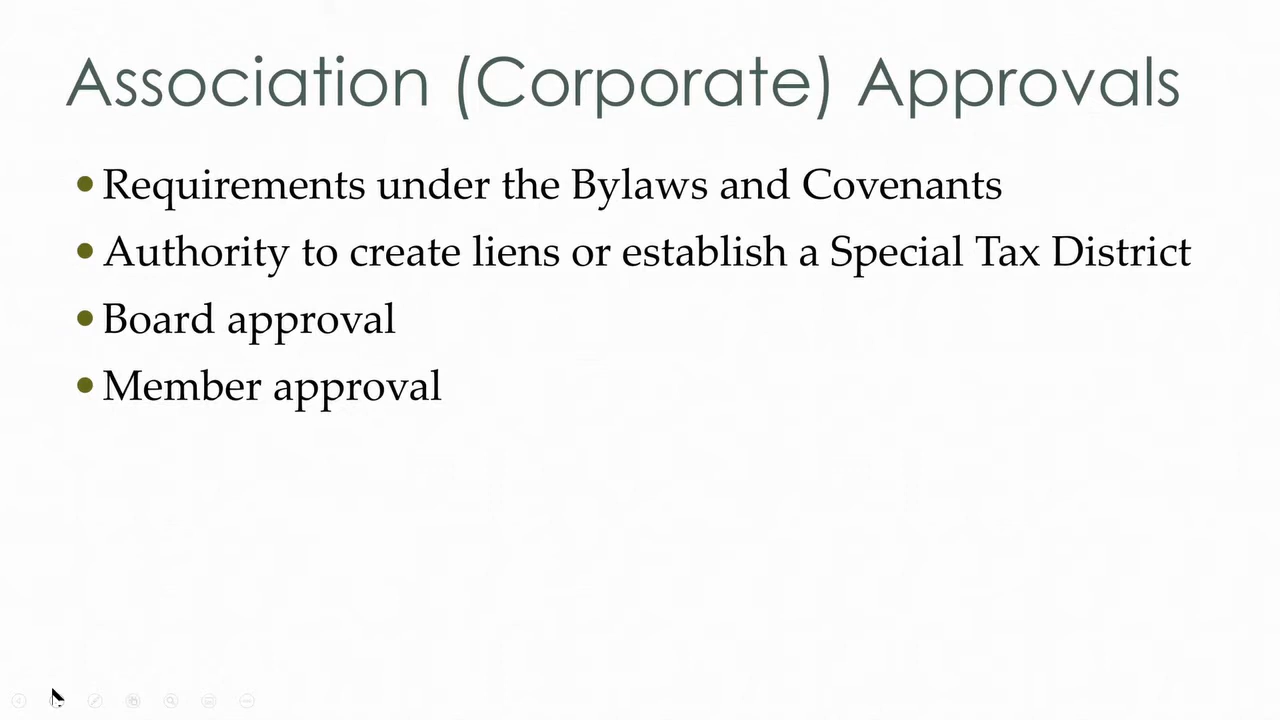 Association (Corporate) Approvals
• Requirements under the Bylaws and Covenants
• Authority to create liens or establish a Special Tax District
• Board approval
• Member approval